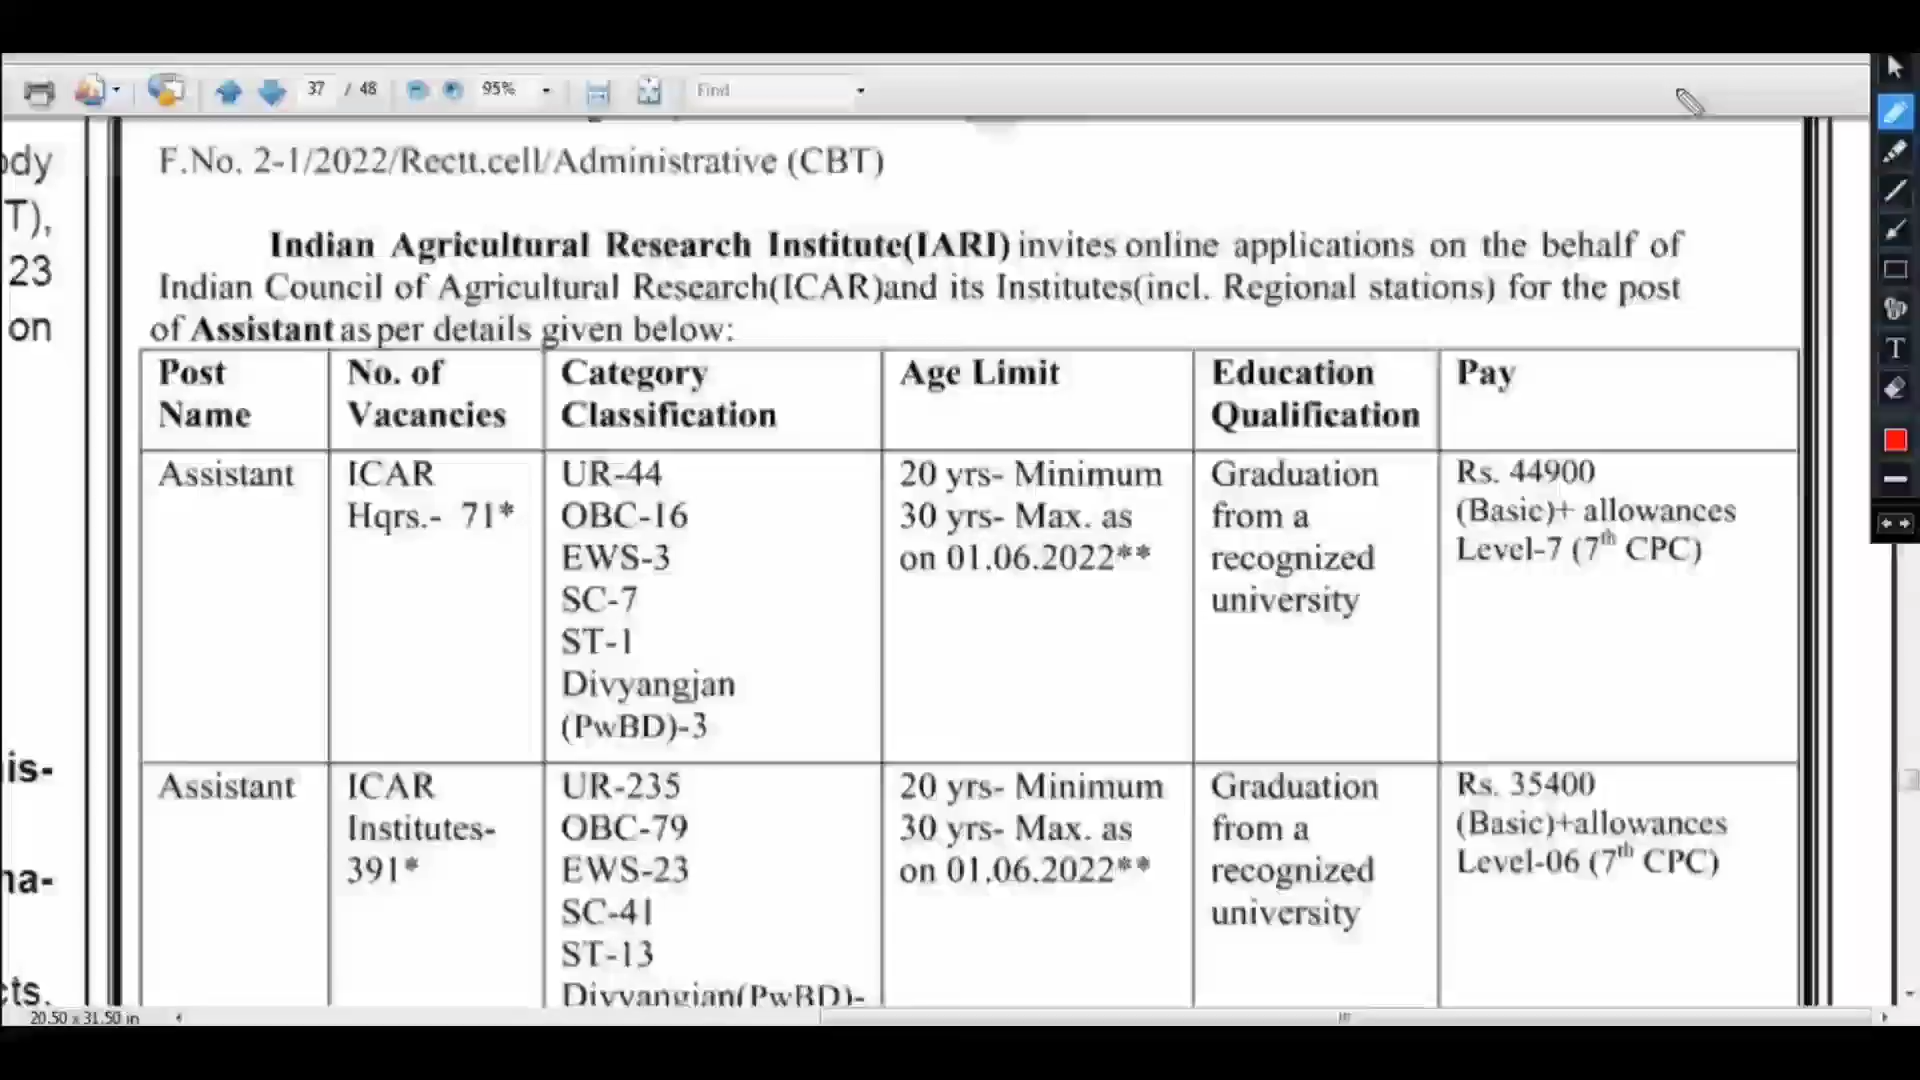 37 / 48
95%
Find
F.No. 2-1/2022/Rectt.cell/Administrative (CBT)
Indian Agricultural Research Institute(IARI) invites online applications on the behalf of
Indian Council of Agricultural Research(ICAR)and its Institutes(incl. Regional stations) for the post
of Assistant as per details given below:
Post Name
No. of Vacancies
Category Classification
Age Limit
Education Qualification
Pay
Assistant
ICAR
Hqrs.- 71*
UR-44
OBC-16
EWS-3
SC-7
ST-1
Divyangjan
(PwBD)-3
20 yrs- Minimum
30 yrs- Max. as
on 01.06.2022**
Graduation
from a
recognized
university
Rs. 44900
(Basic)+ allowances
Level-7 (7th CPC)
Assistant
ICAR
Institutes-
391*
UR-235
OBC-79
EWS-23
SC-41
ST-13
Divyangjan(PwBD)-
20 yrs- Minimum
30 yrs- Max. as
on 01.06.2022**
Graduation
from a
recognized
university
Rs. 35400
(Basic)+allowances
Level-06 (7th CPC)
T),
23
on
is-
20.50 x 31.50 in
T